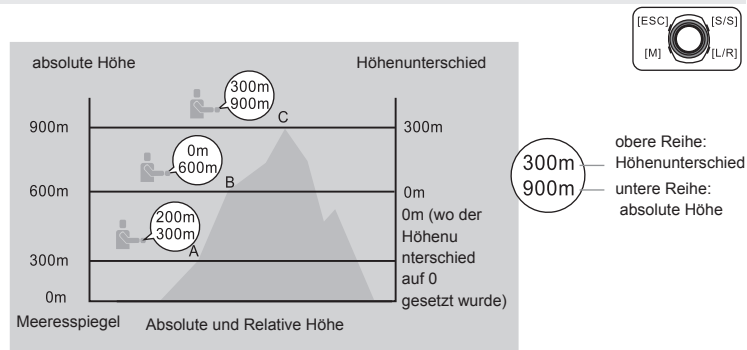 [ESC] [S/S]
[M] [L/R]
absolute Höhe Höhenunterschied
300m
900m
C
900m 300m
0m
600m
B
600m 0m
200m
300m
A
0m (wo der
Höhenu
nterschied
auf 0
gesetzt wurde)
300m
0m
Meeresspiegel Absolute und Relative Höhe
300m
900m
obere Reihe:
Höhenunterschied
untere Reihe:
absolute Höhe